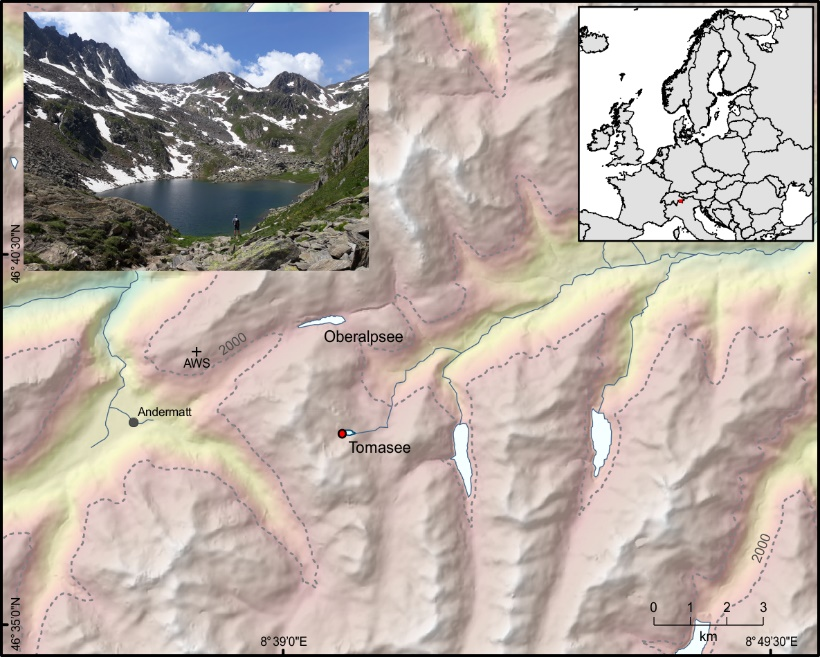 46°40'30"N
Oberalpsee
2000
AWS
Andermatt
Tomasee
2000
0 1 2 3
km
46°35'0"N
8°39'0"E
8°49'30"E